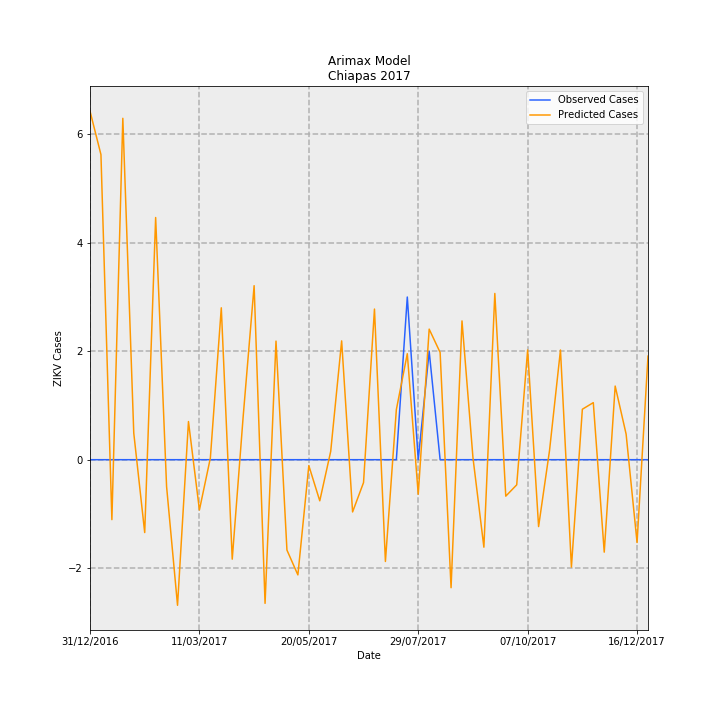 Arimax Model
Chiapas 2017
Observed Cases
Predicted Cases
ZIKV Cases
6
4
2
0
−2
31/12/2016 11/03/2017 20/05/2017 29/07/2017 07/10/2017 16/12/2017
Date